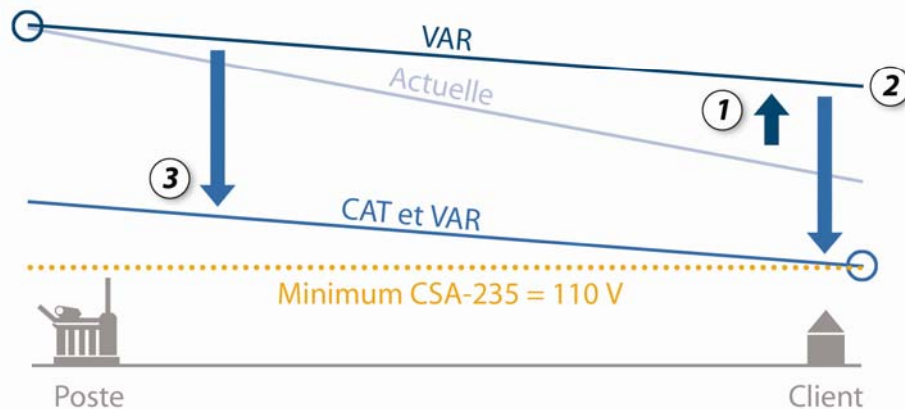 VAR
Actuelle
1
2
3
CAT et VAR
Minimum CSA-235 = 110 V
Poste
Client